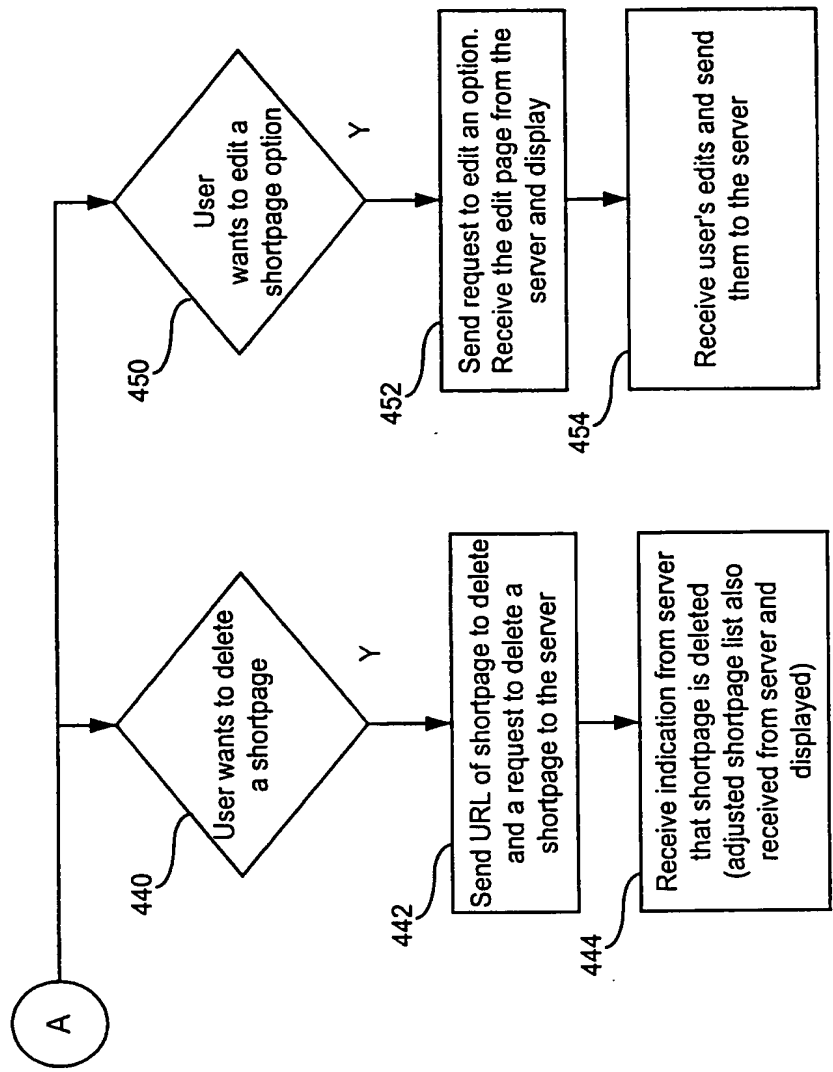 A
User wants to delete
a shortpage
440
Y
Send URL of shortpage to delete
and a request to delete a
shortpage to the server
442
Receive indication from server
that shortpage is deleted
(adjusted shortpage list also
received from server and
displayed)
444
User
wants to edit a
shortpage option
450
Y
Send request to edit an option.
Receive the edit page from the
server and display
452
Receive user's edits and send
them to the server
454